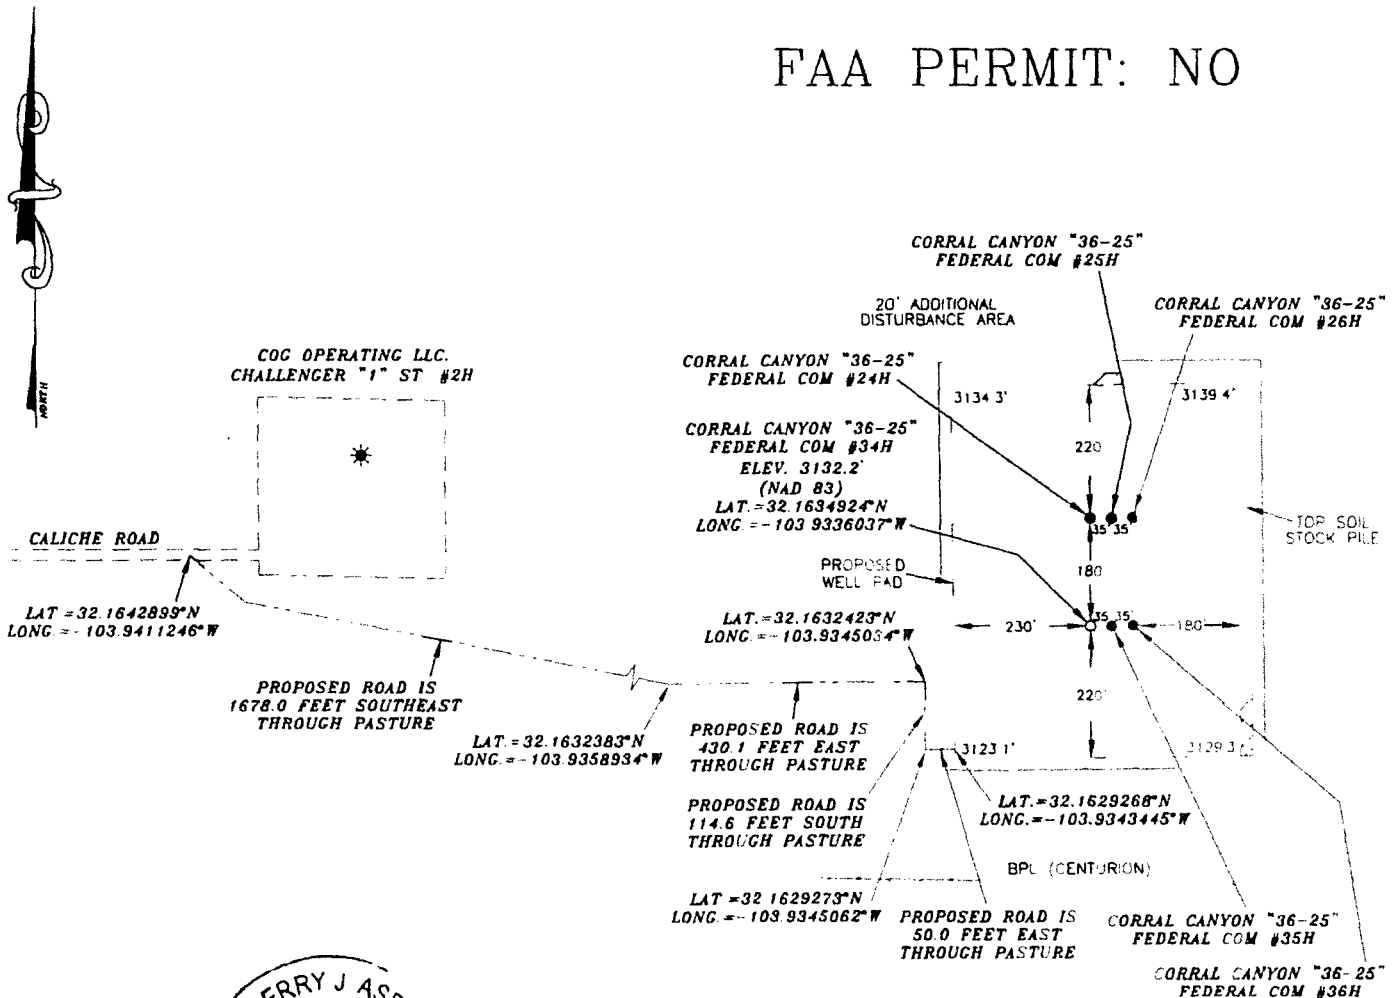 FAA PERMIT: NO
NORTH
CORRAL CANYON "36-25"
FEDERAL COM #25H
20' ADDITIONAL
DISTURBANCE AREA
CORRAL CANYON "36-25"
FEDERAL COM #26H
COG OPERATING LLC.
CHALLENGER "1" ST #2H
CORRAL CANYON "36-25"
FEDERAL COM #24H
3134.3'
3139.4'
CORRAL CANYON "36-25"
FEDERAL COM #34H
ELEV. 3132.2'
(NAD 83)
LAT.=32.1634924°N
LONG.=-103.9336037°W
220'
35' 35'
TOP SOIL
STOCK PILE
CALICHE ROAD
PROPOSED
WELL PAD
180'
LAT.=32.1642899°N
LONG.=-103.9411246°W
LAT.=32.1632423°N
LONG.=-103.9345034°W
35' 35'
230'
180'
PROPOSED ROAD IS
1678.0 FEET SOUTHEAST
THROUGH PASTURE
220'
LAT.=32.1632383°N
LONG.=-103.9358934°W
PROPOSED ROAD IS
430.1 FEET EAST
THROUGH PASTURE
3123.1'
3129.3'
PROPOSED ROAD IS
114.6 FEET SOUTH
THROUGH PASTURE
LAT.=32.1629268°N
LONG.=-103.9343445°W
BPL (CENTURION)
LAT.=32.1629273°N
LONG.=-103.9345062°W
PROPOSED ROAD IS
50.0 FEET EAST
THROUGH PASTURE
CORRAL CANYON "36-25"
FEDERAL COM #35H
CORRAL CANYON "36-25"
FEDERAL COM #36H
ERRY J